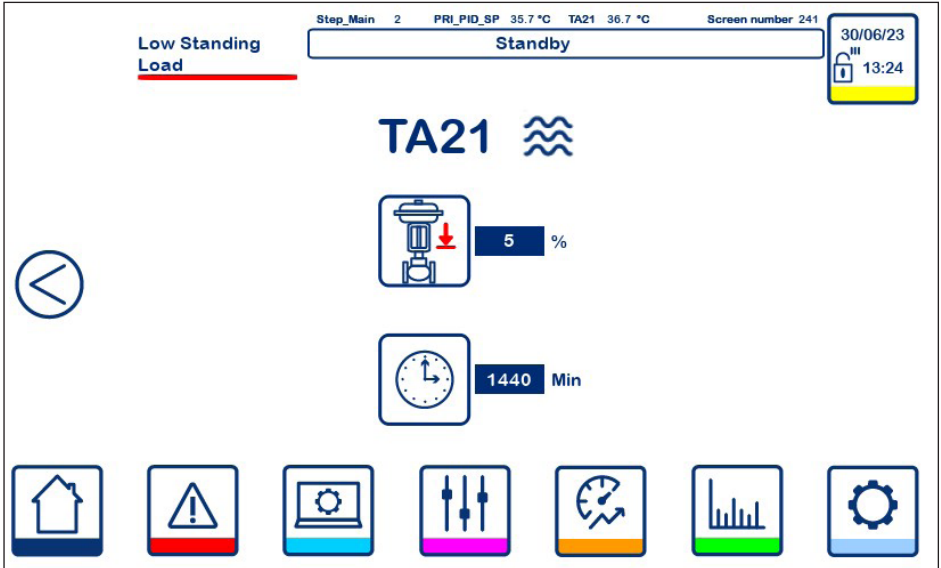 Step_Main 2 PRI_PID_SP 35.7 °C TA21 36.7 °C Screen number 241
Low Standing
Load
Standby
30/06/23
III
13:24
TA21
5 %
1440 Min